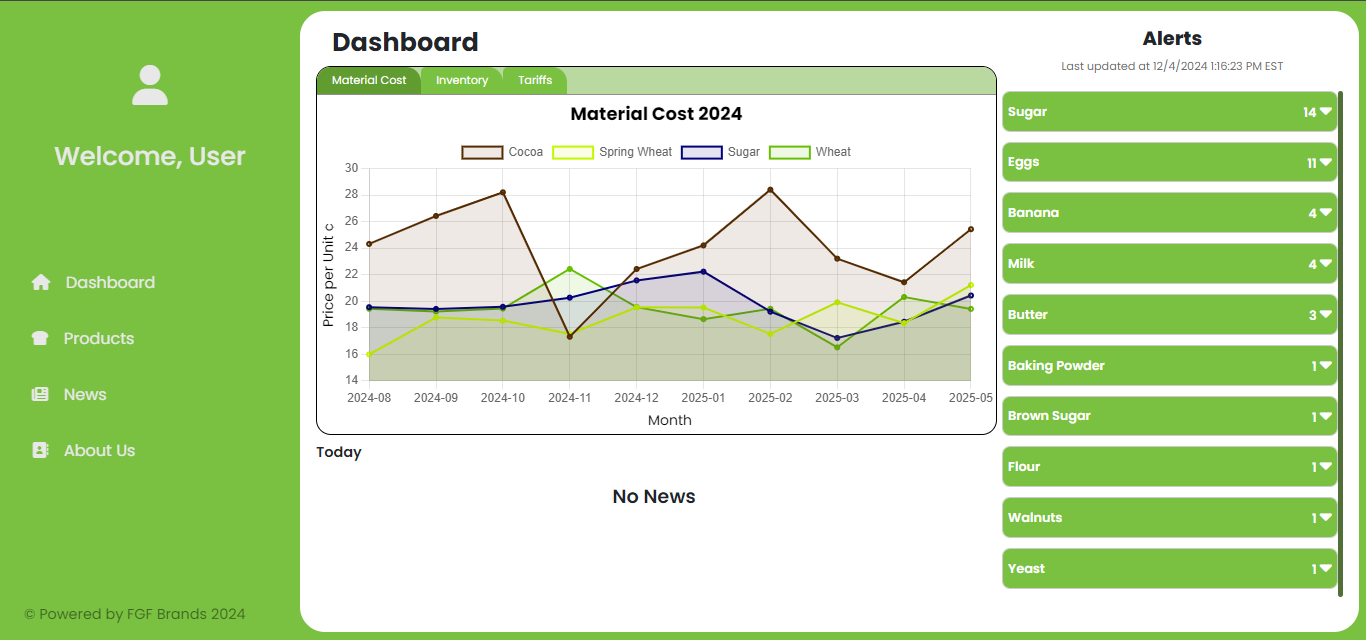 Welcome, User
Dashboard
Products
News
About Us
© Powered by FGF Brands 2024
Dashboard
Material Cost
Inventory
Tariffs
Material Cost 2024
Cocoa
Spring Wheat
Sugar
Wheat
Price per Unit c
30
28
26
24
22
20
18
16
14
2024-08
2024-09
2024-10
2024-11
2024-12
2025-01
2025-02
2025-03
2025-04
2025-05
Month
Today
No News
Alerts
Last updated at 12/4/2024 1:16:23 PM EST
Sugar 14
Eggs 11
Banana 4
Milk 4
Butter 3
Baking Powder 1
Brown Sugar 1
Flour 1
Walnuts 1
Yeast 1